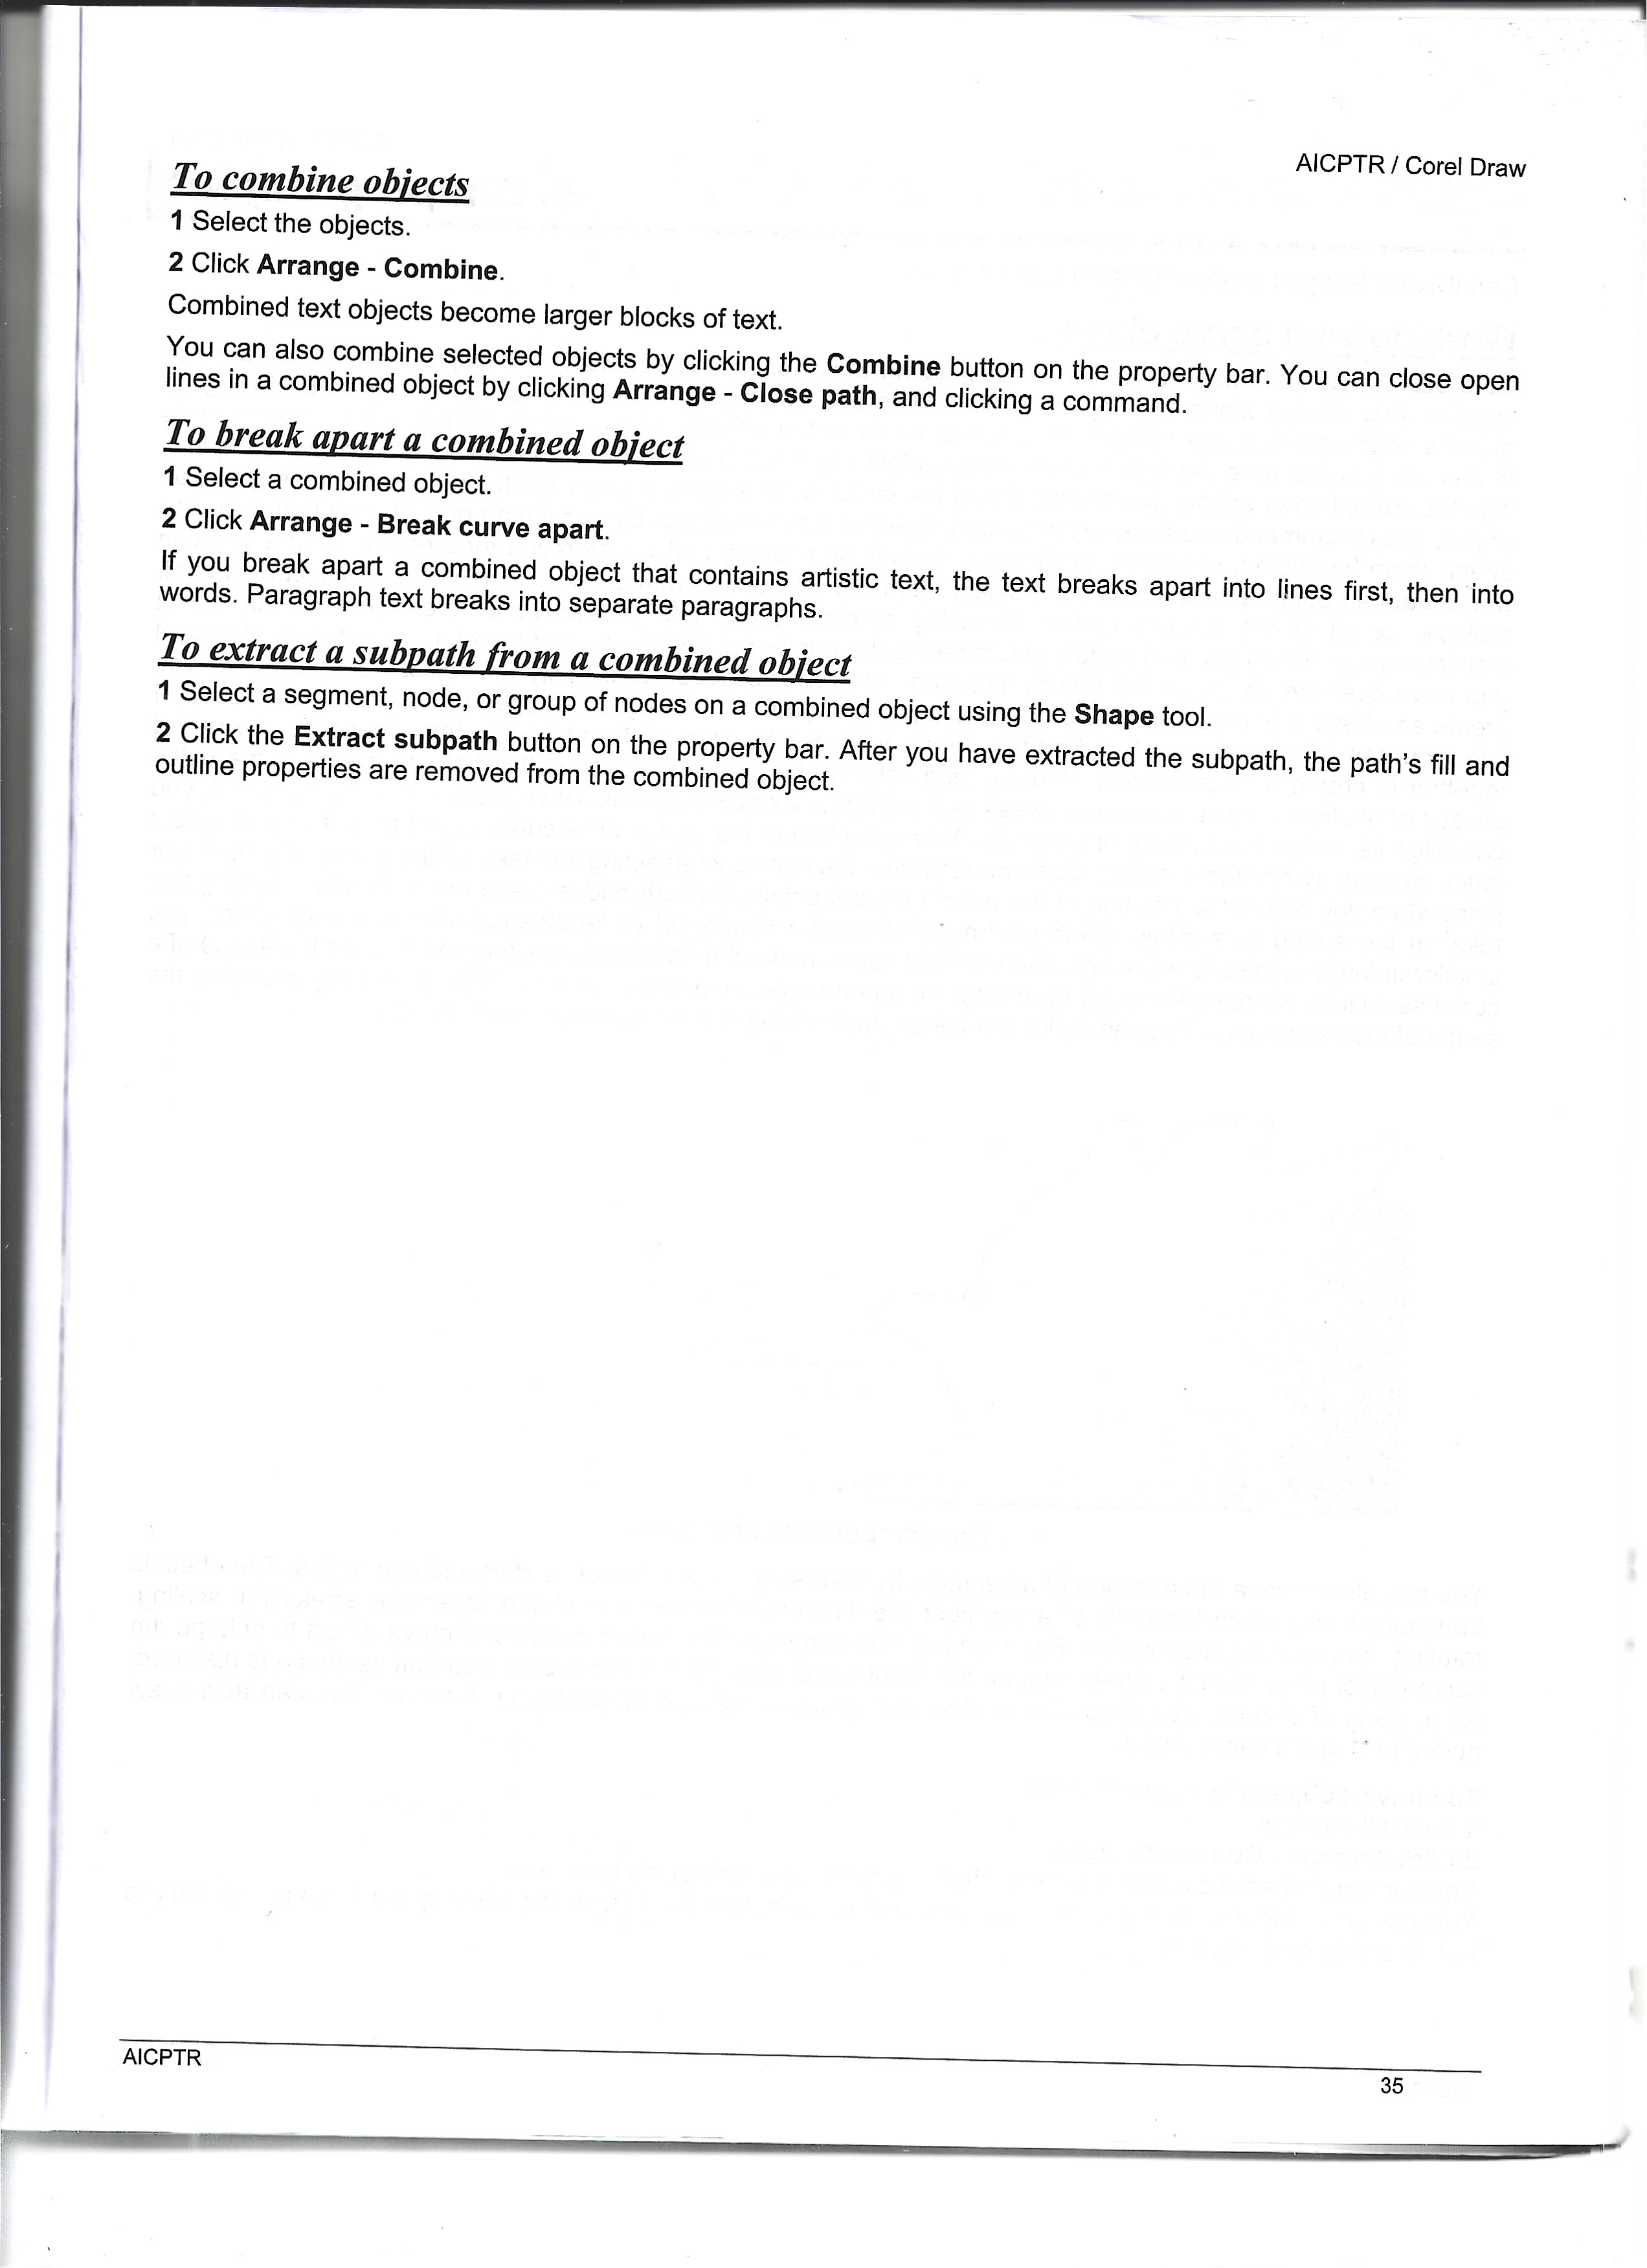 AICPTR / Corel Draw
To combine objects
1 Select the objects.
2 Click Arrange - Combine.
Combined text objects become larger blocks of text.
You can also combine selected objects by clicking the Combine button on the property bar. You can close open
lines in a combined object by clicking Arrange - Close path, and clicking a command.
To break apart a combined object
1 Select a combined object.
2 Click Arrange - Break curve apart.
If you break apart a combined object that contains artistic text, the text breaks apart into lines first, then into
words. Paragraph text breaks into separate paragraphs.
To extract a subpath from a combined object
1 Select a segment, node, or group of nodes on a combined object using the Shape tool.
2 Click the Extract subpath button on the property bar. After you have extracted the subpath, the path's fill and
outline properties are removed from the combined object.
AICPTR
35